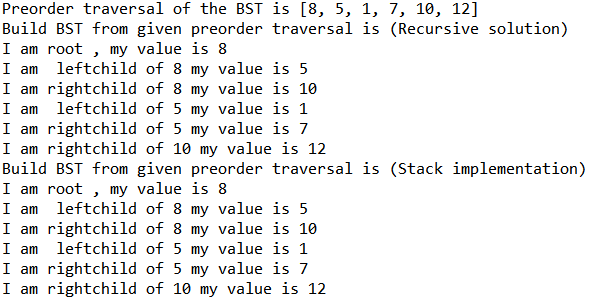 Preorder traversal of the BST is [8, 5, 1, 7, 10, 12]
Build BST from given preorder traversal is (Recursive solution)
I am root , my value is 8
I am  leftchild of 8 my value is 5
I am rightchild of 8 my value is 10
I am  leftchild of 5 my value is 1
I am rightchild of 5 my value is 7
I am rightchild of 10 my value is 12
Build BST from given preorder traversal is (Stack implementation)
I am root , my value is 8
I am  leftchild of 8 my value is 5
I am rightchild of 8 my value is 10
I am  leftchild of 5 my value is 1
I am rightchild of 5 my value is 7
I am rightchild of 10 my value is 12